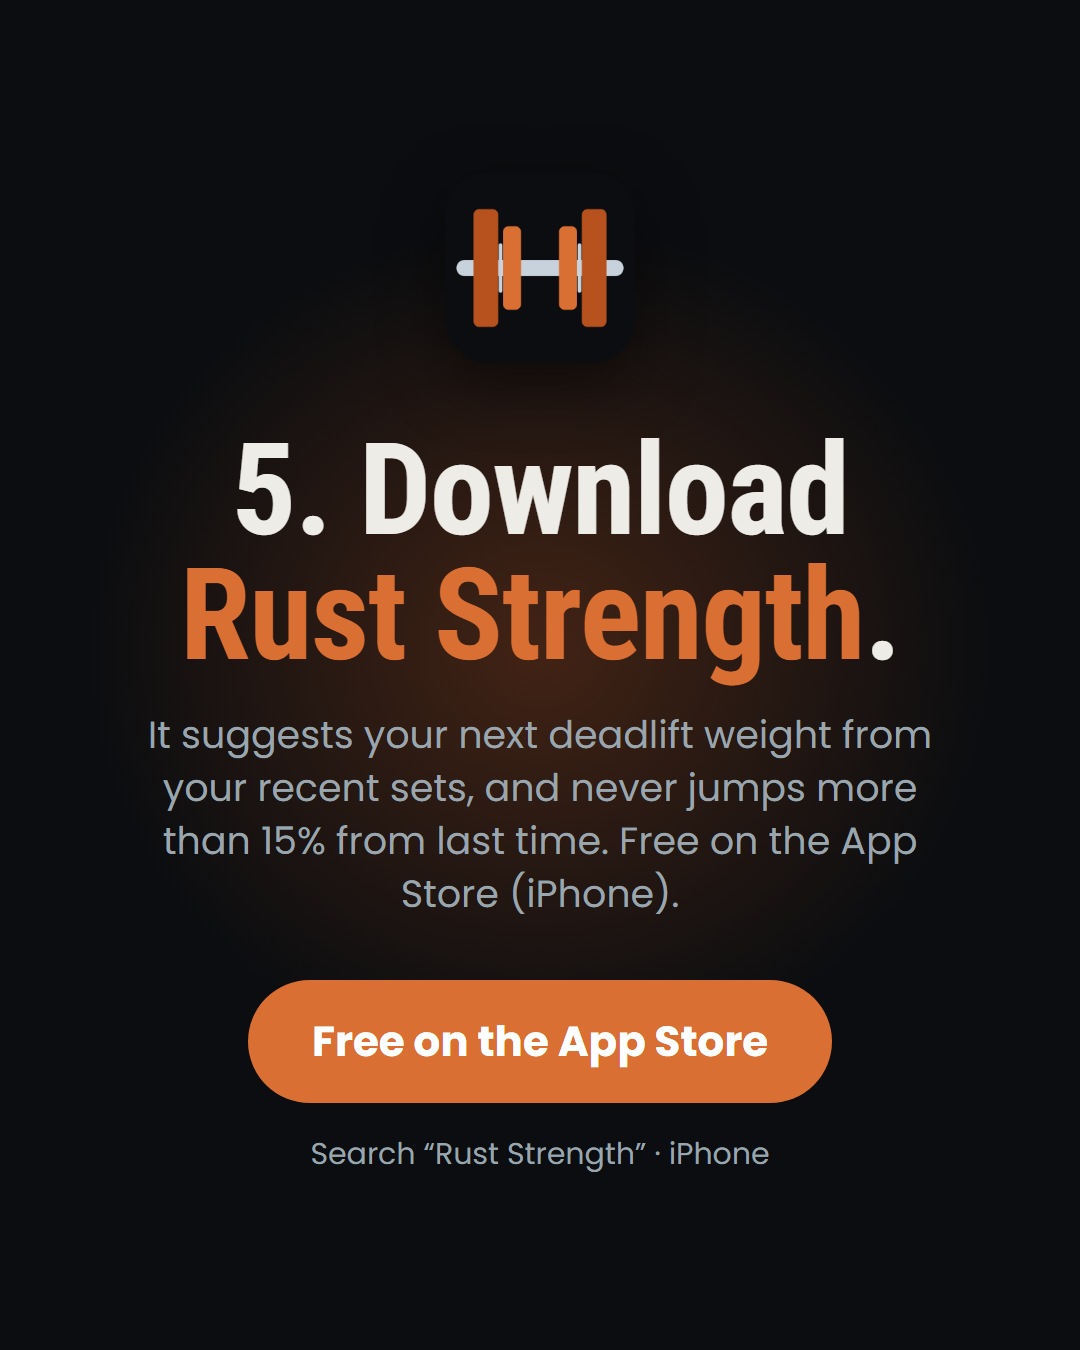 5. Download
Rust Strength.
It suggests your next deadlift weight from
your recent sets, and never jumps more
than 15% from last time. Free on the App
Store (iPhone).
Free on the App Store
Search “Rust Strength” · iPhone